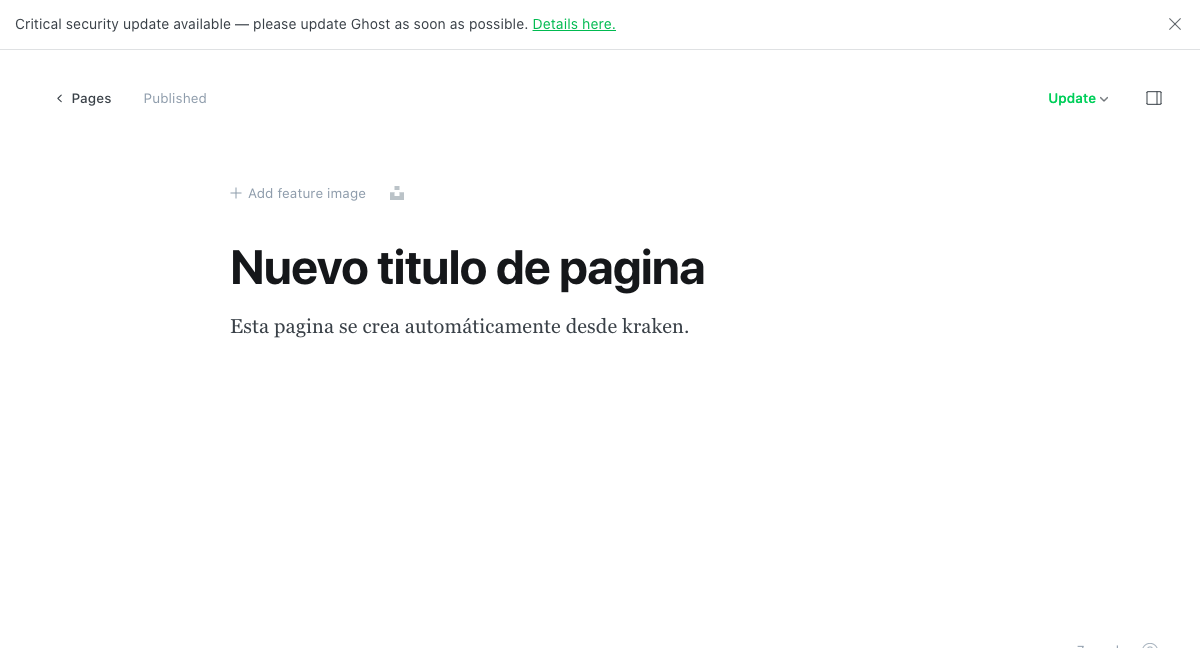 Critical security update available — please update Ghost as soon as possible. Details here.
Pages Published Update
Add feature image
Nuevo titulo de pagina
Esta pagina se crea automáticamente desde kraken.